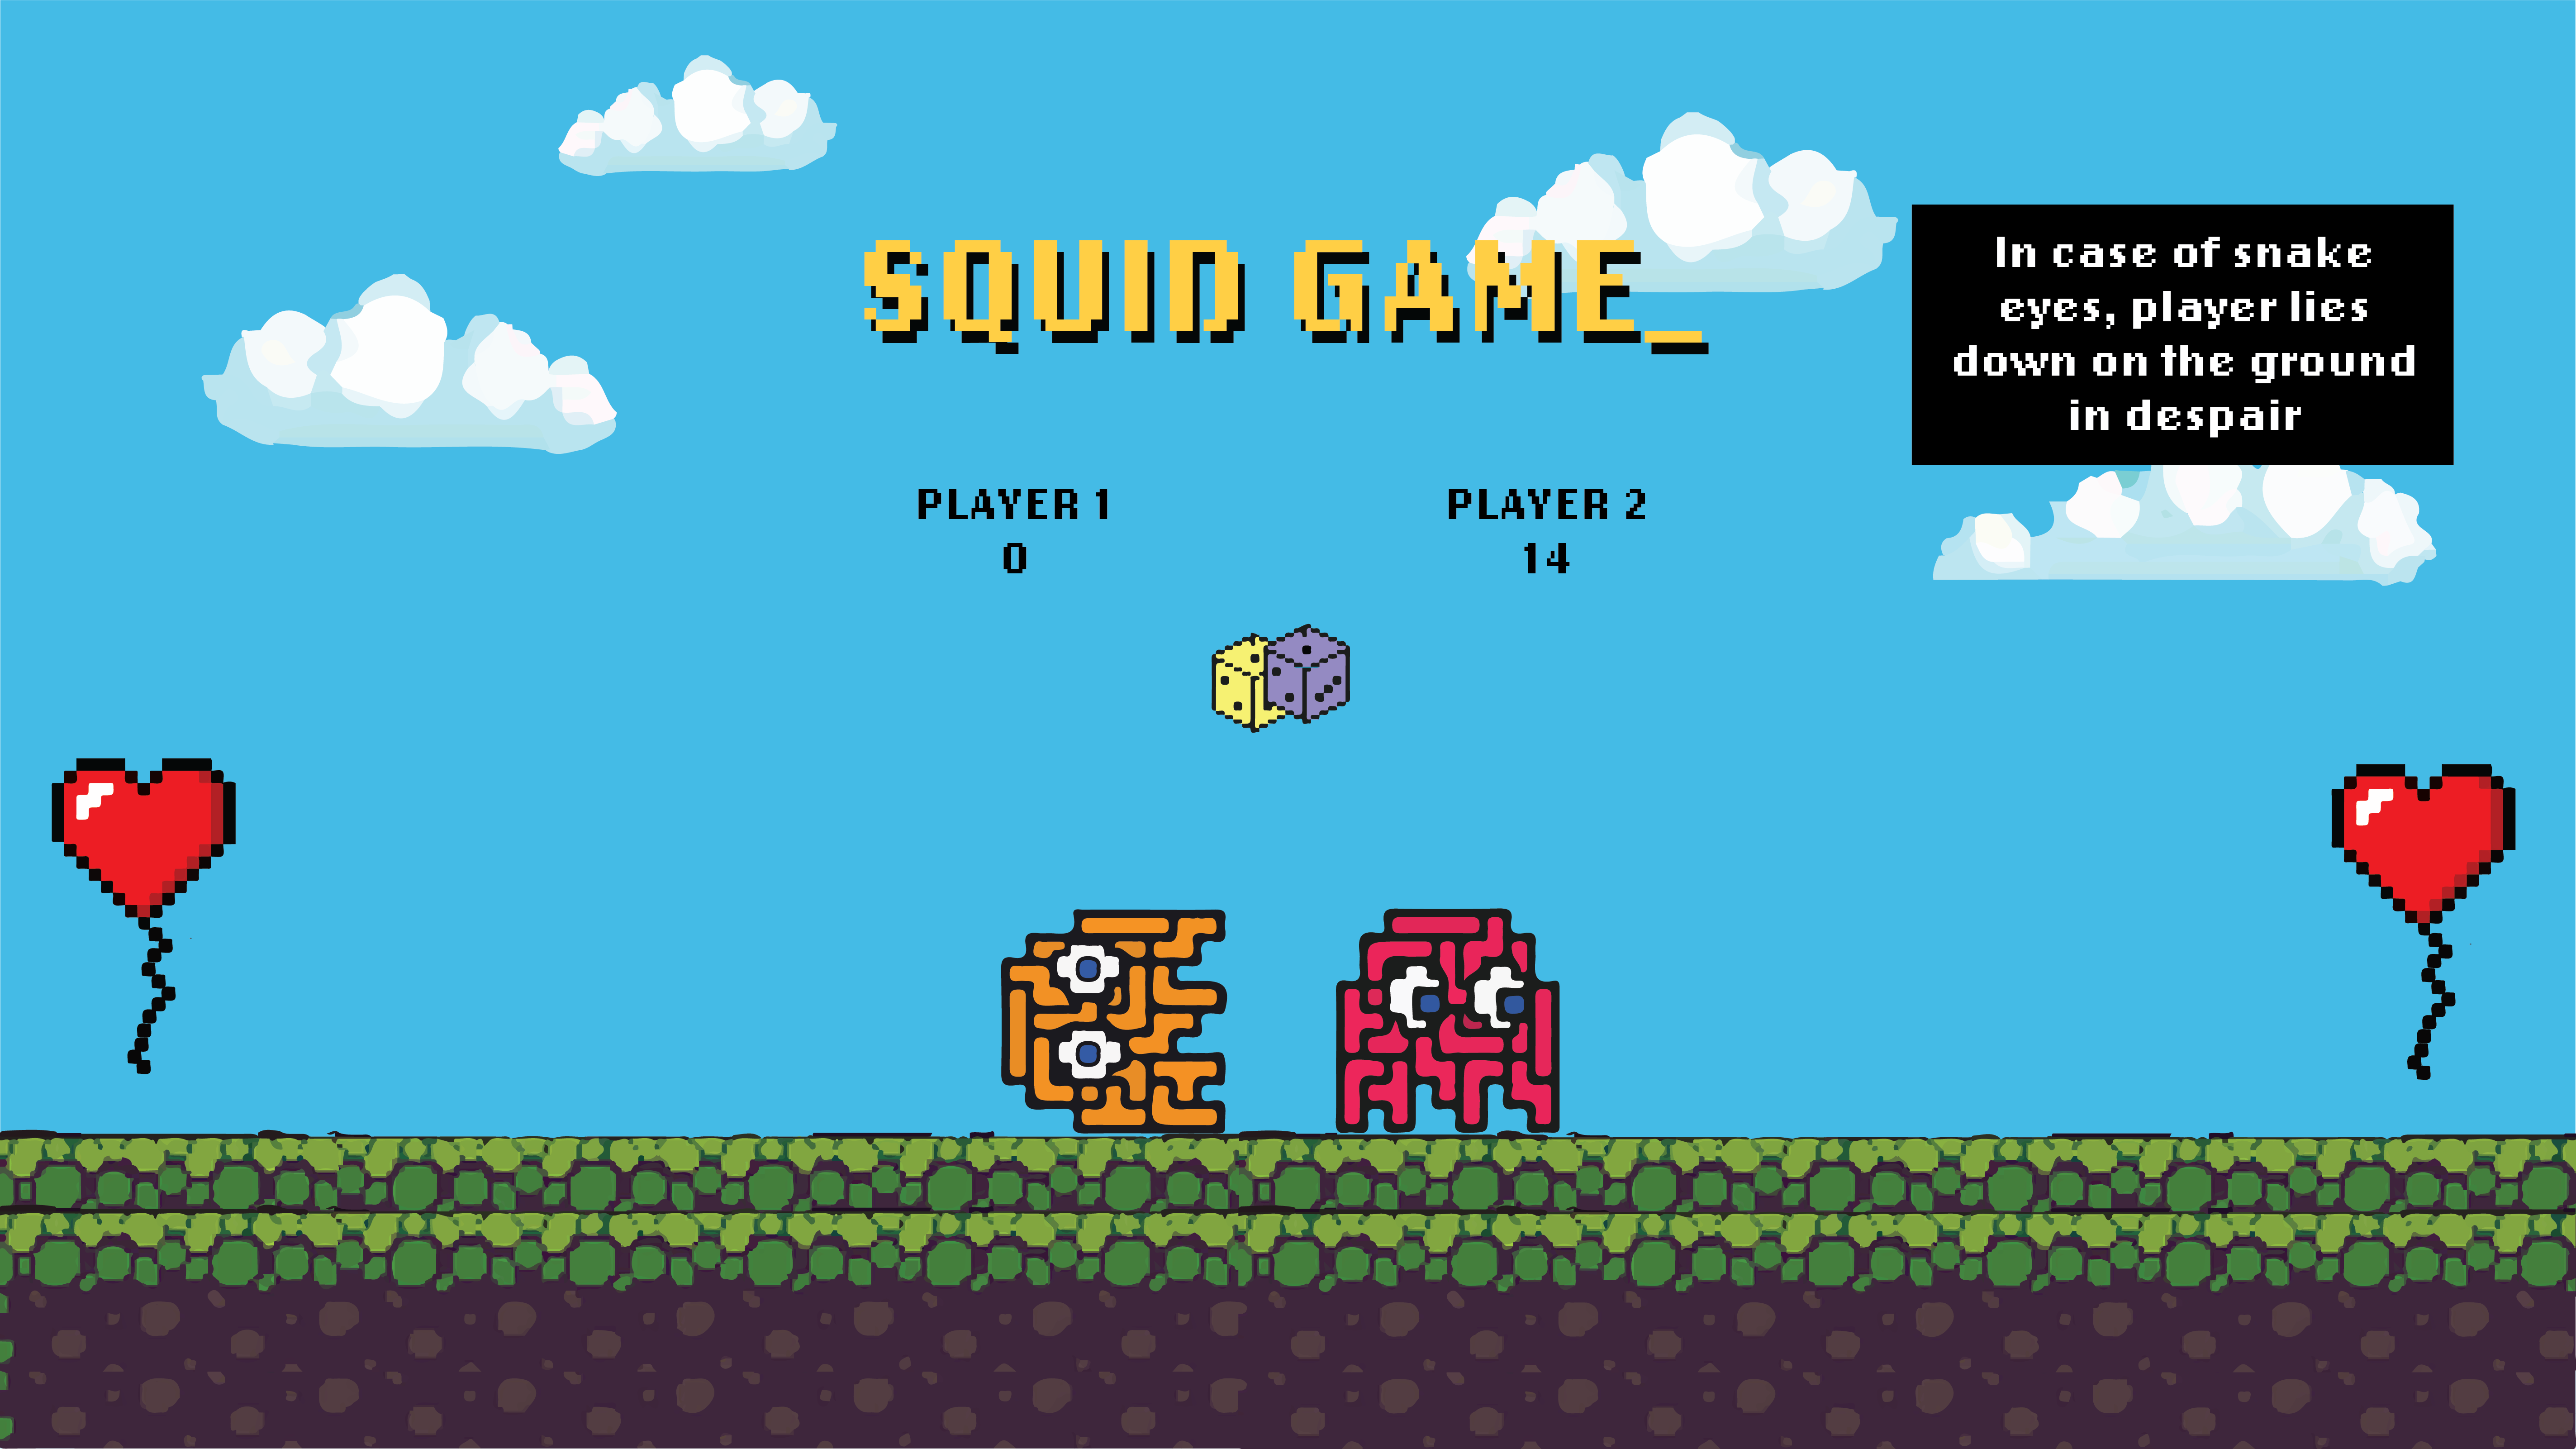 SQUID GAME_
In case of snake
eyes, player lies
down on the ground
in despair
PLAYER 1
0
PLAYER 2
14